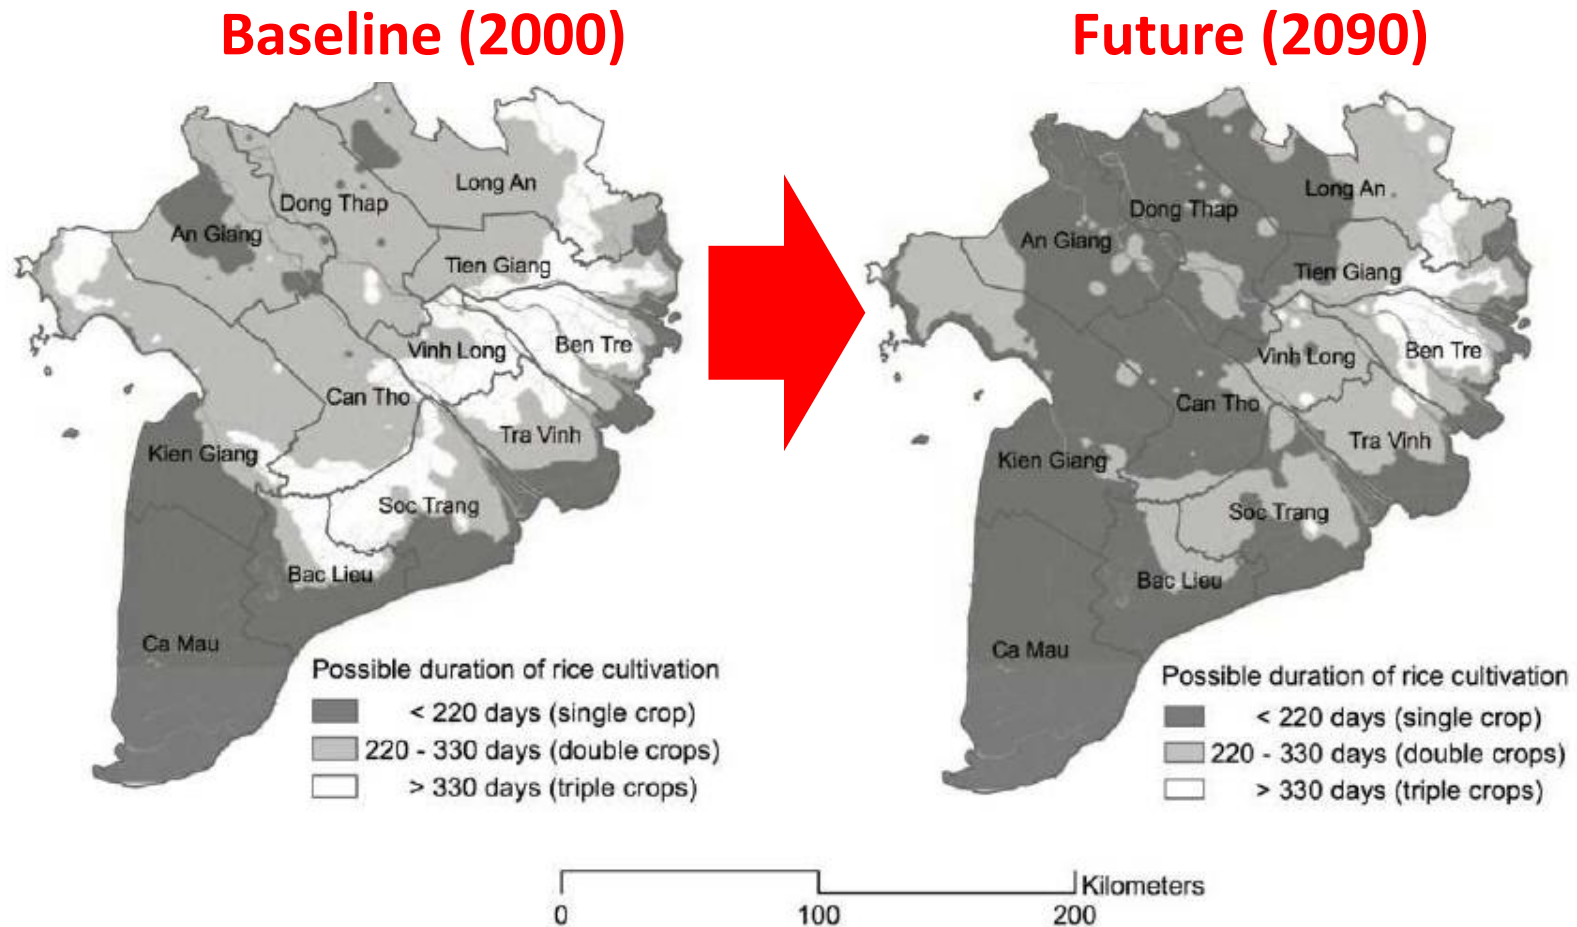 Baseline (2000)
Future (2090)
Long An
Dong Thap
An Giang
Tien Giang
Vinh Long
Ben Tre
Can Tho
Tra Vinh
Kien Giang
Soc Trang
Bac Lieu
Ca Mau
Possible duration of rice cultivation
< 220 days (single crop)
220 - 330 days (double crops)
> 330 days (triple crops)
Long An
Dong Thap
An Giang
Tien Giang
Vinh Long
Ben Tre
Can Tho
Tra Vinh
Kien Giang
Soc Trang
Bac Lieu
Ca Mau
Possible duration of rice cultivation
< 220 days (single crop)
220 - 330 days (double crops)
> 330 days (triple crops)
Kilometers
0 100 200